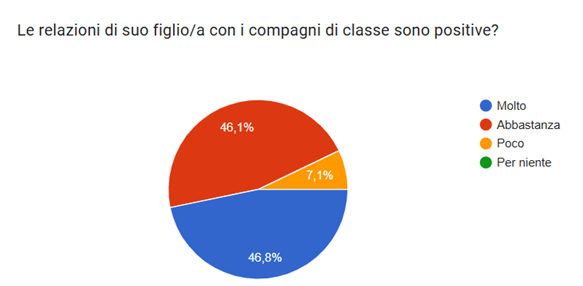 Le relazioni di suo figlio/a con i compagni di classe sono positive?
Molto
Abbastanza
Poco
Per niente
46,1%
7,1%
46,8%